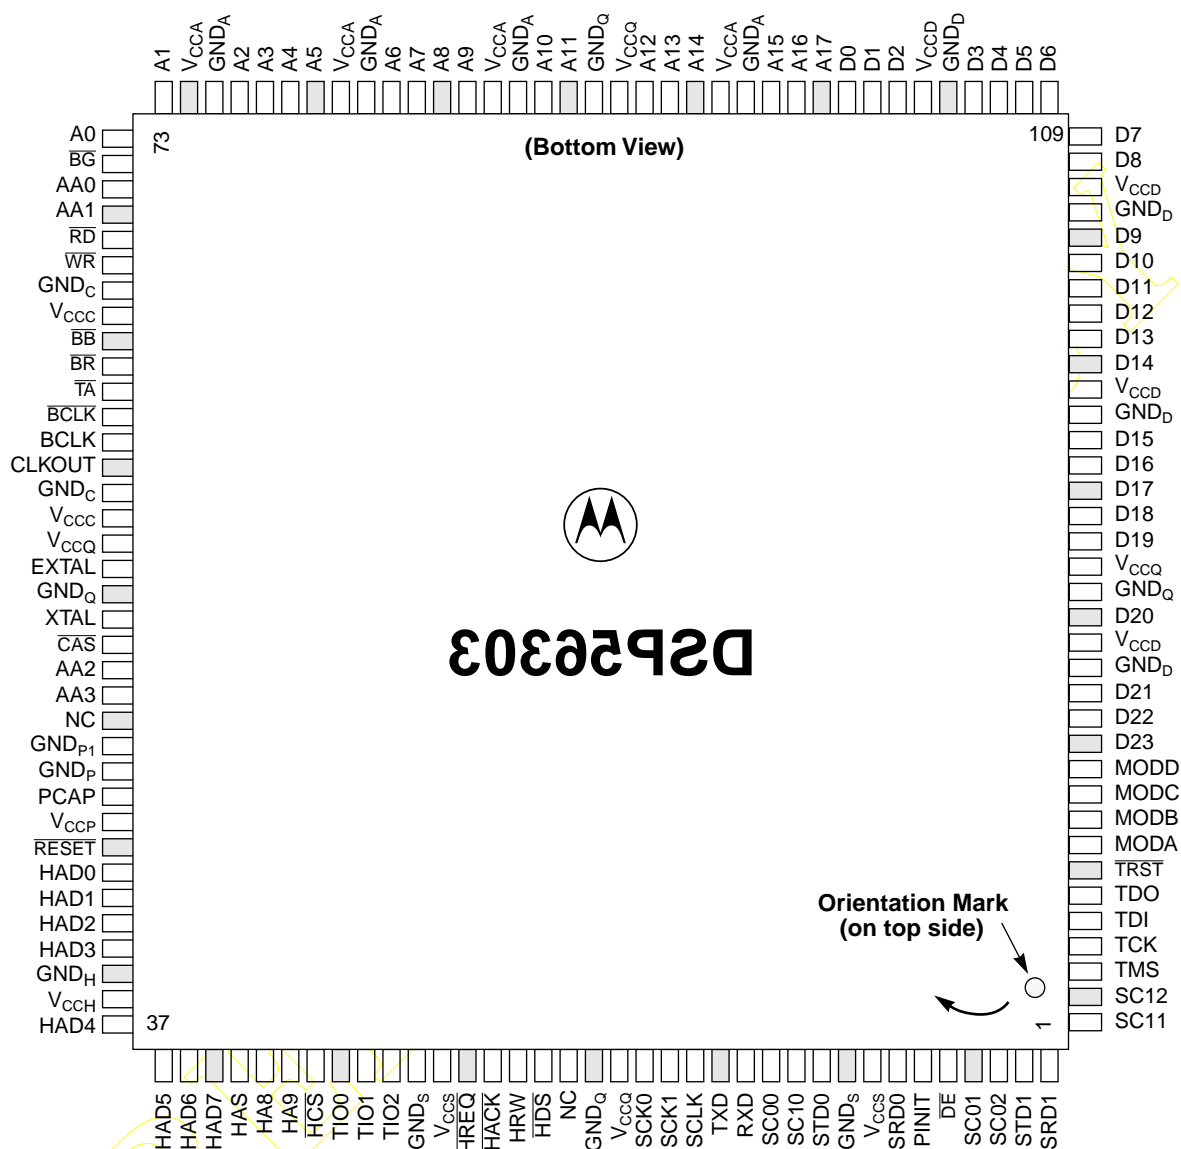 A1
VCCA
GNDA
A2
A3
A4
A5
VCCA
GNDA
A6
A7
A8
A9
VCCA
GNDA
A10
A11
GNDQ
VCCQ
A12
A13
A14
VCCA
GNDA
A15
A16
A17
D0
D1
D2
VCCD
GNDD
D3
D4
D5
D6
73
(Bottom View)
109
A0
BG
AA0
AA1
RD
WR
GNDC
VCCC
BB
BR
TA
BCLK
BCLK
CLKOUT
GNDC
VCCC
VCCQ
EXTAL
GNDQ
XTAL
CAS
AA2
AA3
NC
GNDP1
GNDP
PCAP
VCCP
RESET
HAD0
HAD1
HAD2
HAD3
GNDH
VCCH
HAD4
D7
D8
VCCD
GNDD
D9
D10
D11
D12
D13
D14
VCCD
GNDD
D15
D16
D17
D18
D19
VCCQ
GNDQ
D20
VCCD
GNDD
D21
D22
D23
MODD
MODC
MODB
MODA
TRST
TDO
TDI
TCK
TMS
SC12
SC11
DSP56303
Orientation Mark
(on top side)
37
1
HAD5
HAD6
HAD7
HAS
HA8
HA9
HCS
TIO0
TIO1
TIO2
GNDS
VCCS
HREQ
HACK
HRW
HDS
NC
GNDQ
VCCQ
SCK0
SCK1
SCLK
TXD
RXD
SC00
SC10
STD0
GNDS
VCCS
SRD0
PINIT
DE
SC01
SC02
STD1
SRD1